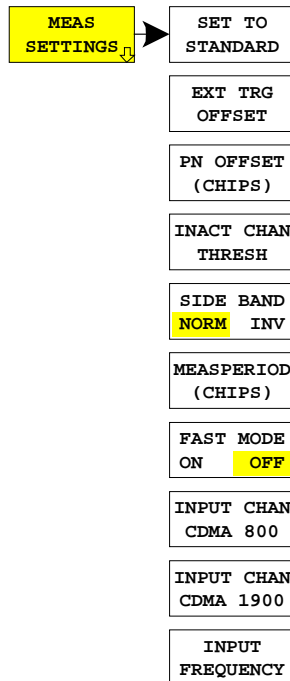 MEAS
SETTINGS
SET TO
STANDARD
EXT TRG
OFFSET
PN OFFSET
(CHIPS)
INACT CHAN
THRESH
SIDE BAND
NORM INV
MEASPERIOD
(CHIPS)
FAST MODE
ON OFF
INPUT CHAN
CDMA 800
INPUT CHAN
CDMA 1900
INPUT
FREQUENCY